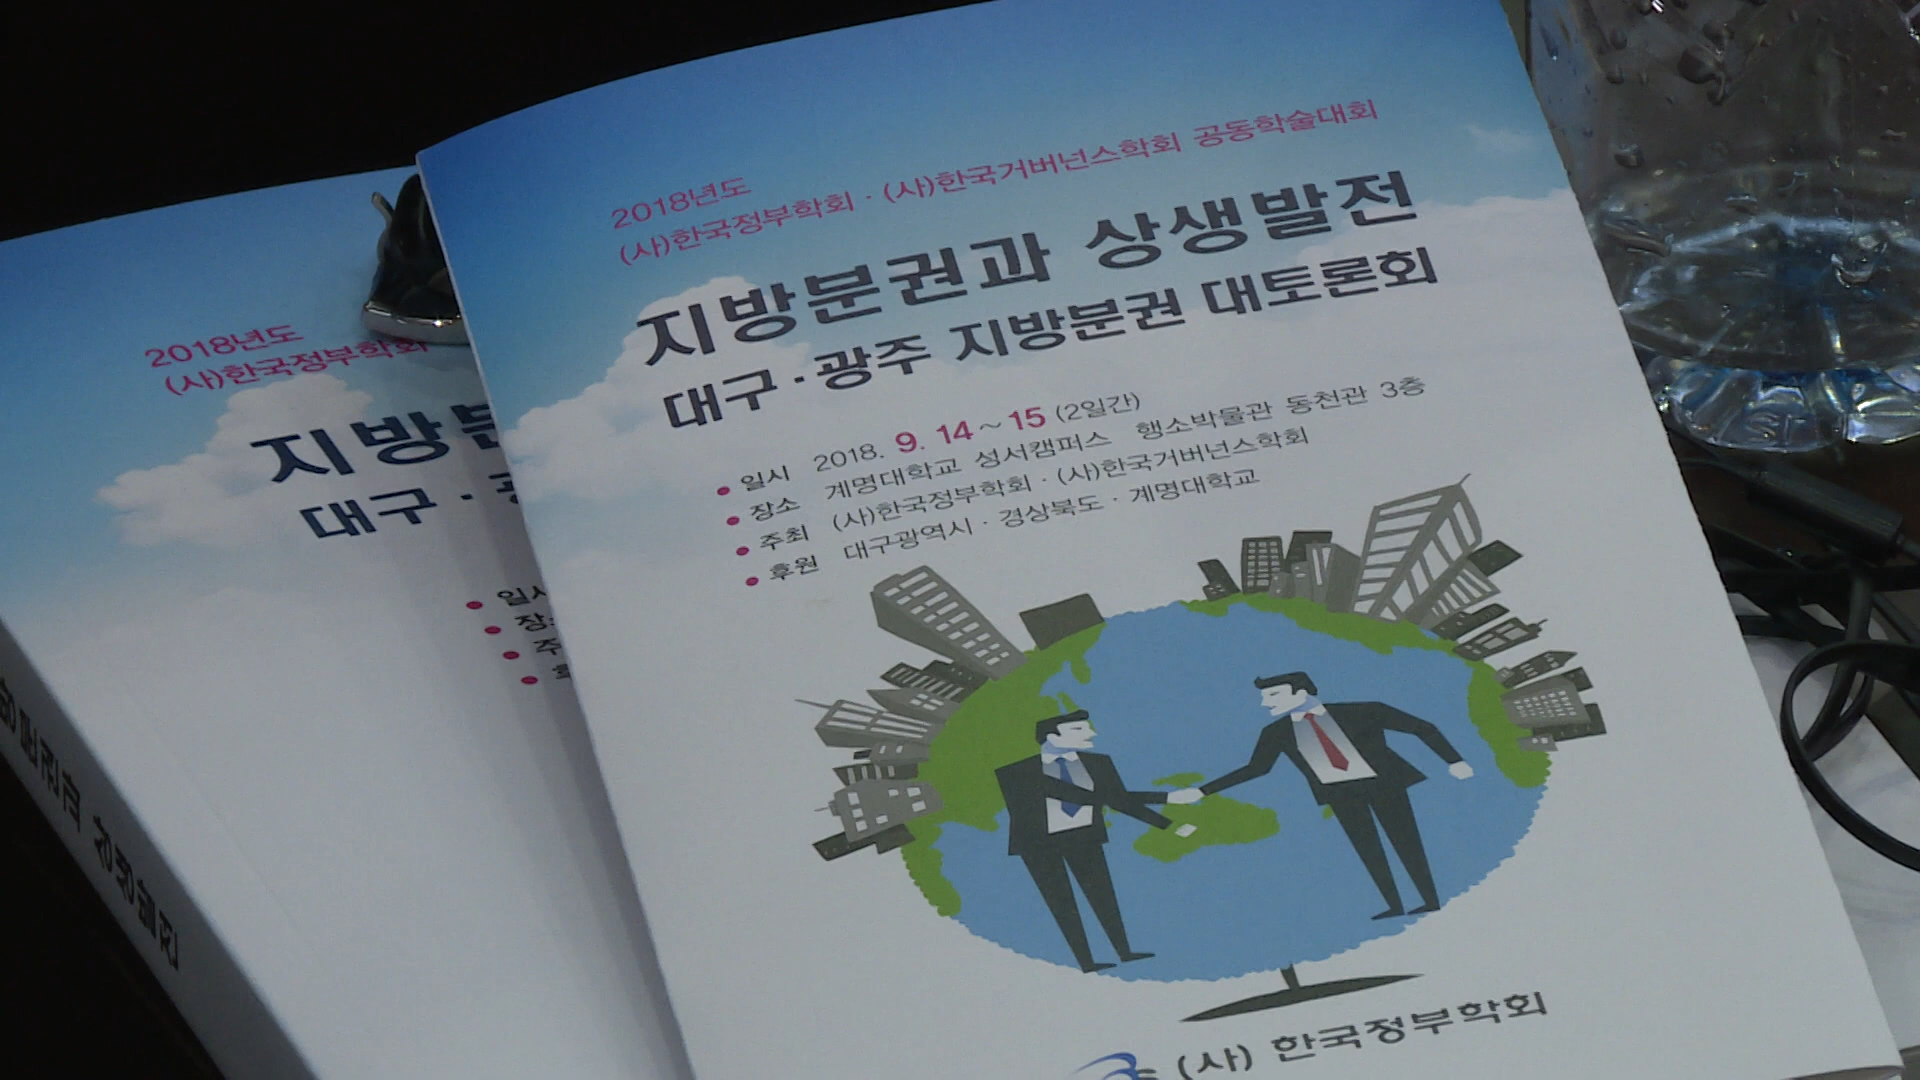 2018년도
(사)한국정부학회 · (사)한국거버넌스학회 공동학술대회
지방분권과 상생발전
대구 · 광주 지방분권 대토론회
• 일시 2018. 9. 14 ~ 15 (2일간)
• 장소 계명대학교 성서캠퍼스 행소박물관 동천관 3층
• 주최 (사)한국정부학회 · (사)한국거버넌스학회
• 후원 대구광역시 · 경상북도 · 계명대학교
(사) 한국정부학회
2018년도
(사)한국정부학회
지방
대구 ·
• 일시